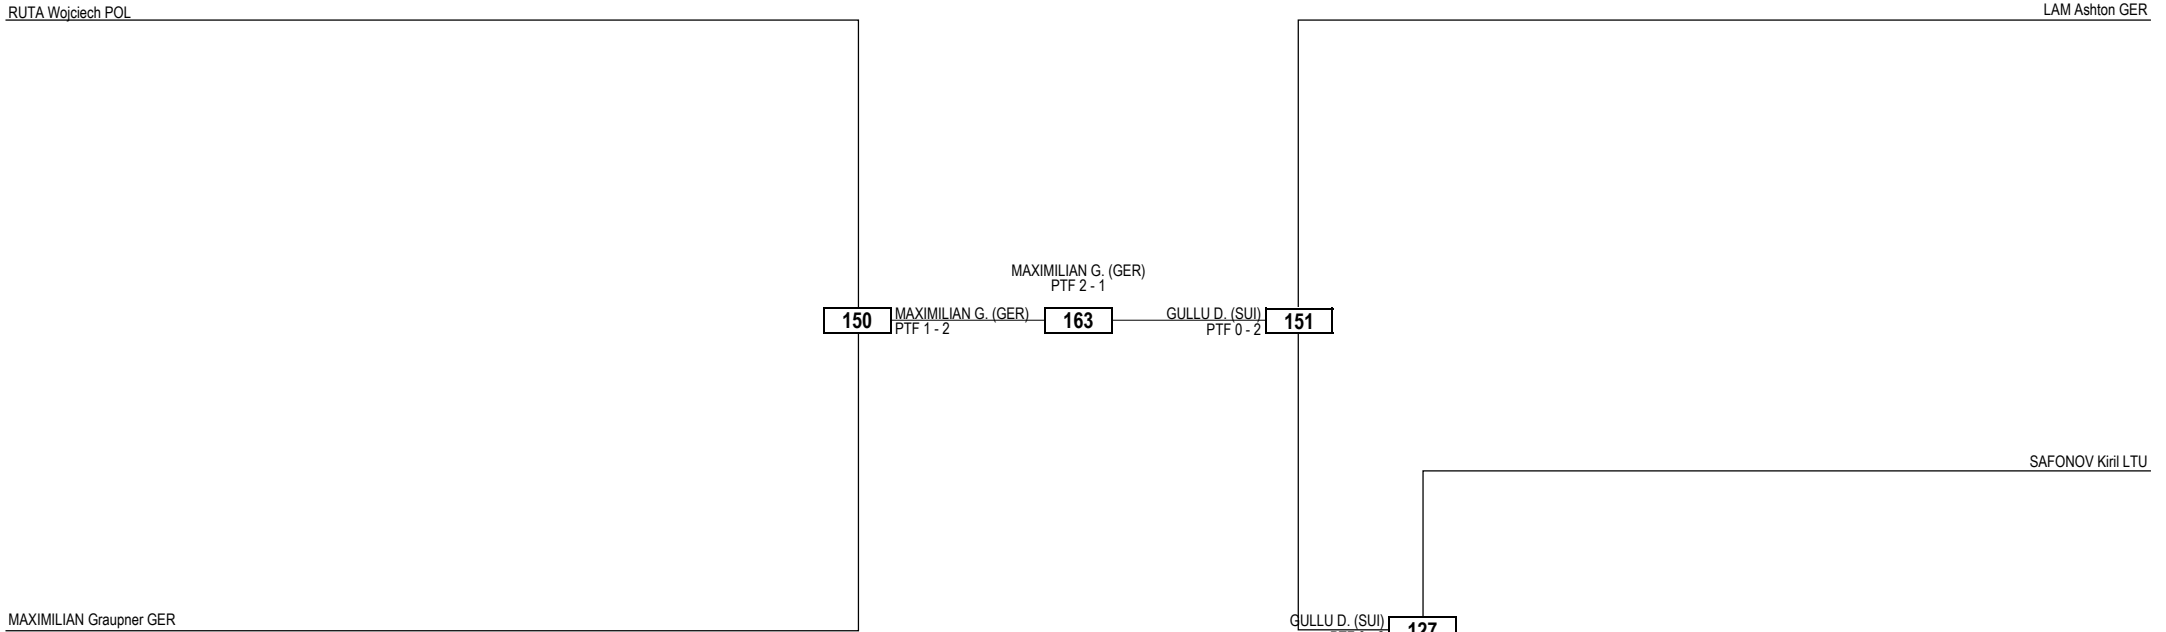 RUTA Wojciech POL
LAM Ashton GER
MAXIMILIAN G. (GER)
PTF 2 - 1
150
MAXIMILIAN G. (GER)
PTF 1 - 2
163
GULLU D. (SUI)
PTF 0 - 2
151
SAFONOV Kiril LTU
MAXIMILIAN Graupner GER
GULLU D. (SUI)
127